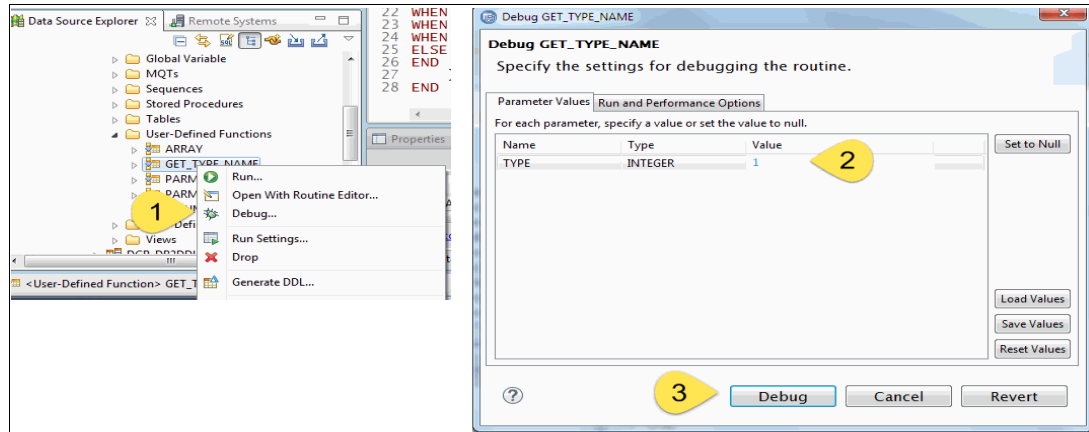 Data Source Explorer
Remote Systems
Global Variable
MQTs
Sequences
Stored Procedures
Tables
User-Defined Functions
ARRAY
GET_TYPE_NAME
PARM
PARM
Defi
Views
<User-Defined Function> GET_T
Run...
Open With Routine Editor...
Debug...
Run Settings...
Drop
Generate DDL...
1
22 WHEN
23 WHEN
24 WHEN
25 ELSE
26 END
27
28 END
Properties
Debug GET_TYPE_NAME
Debug GET_TYPE_NAME
Specify the settings for debugging the routine.
Parameter Values Run and Performance Options
For each parameter, specify a value or set the value to null.
Name Type Value
TYPE INTEGER 1
2
Set to Null
Load Values
Save Values
Reset Values
3
Debug Cancel Revert